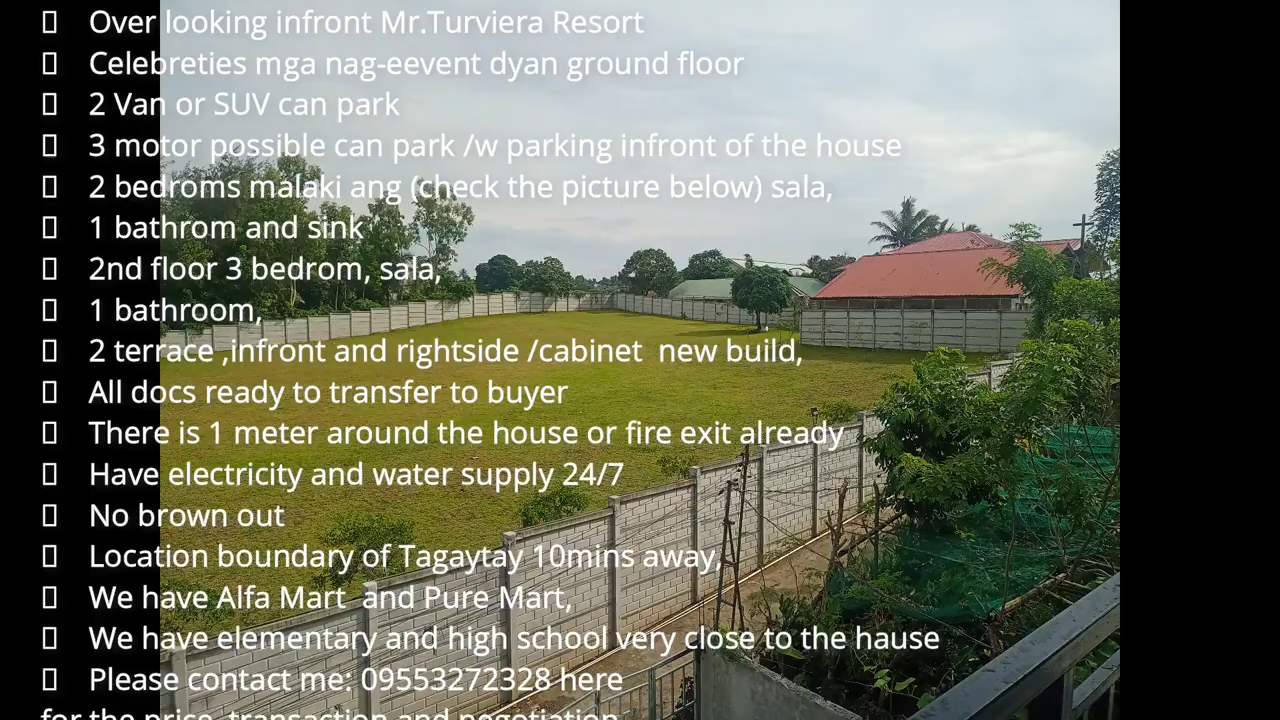 Over looking infront Mr.Turviera Resort
Celebreties mga nag-eevent dyan ground floor
2 Van or SUV can park
3 motor possible can park /w parking infront of the house
2 bedroms malaki ang (check the picture below) sala,
1 bathrom and sink
2nd floor 3 bedrom, sala,
1 bathroom,
2 terrace ,infront and rightside /cabinet  new build,
All docs ready to transfer to buyer
There is 1 meter around the house or fire exit already
Have electricity and water supply 24/7
No brown out
Location boundary of Tagaytay 10mins away,
We have Alfa Mart  and Pure Mart,
We have elementary and high school very close to the hause
Please contact me: 09553272328 here
for the price, transaction and negotiation